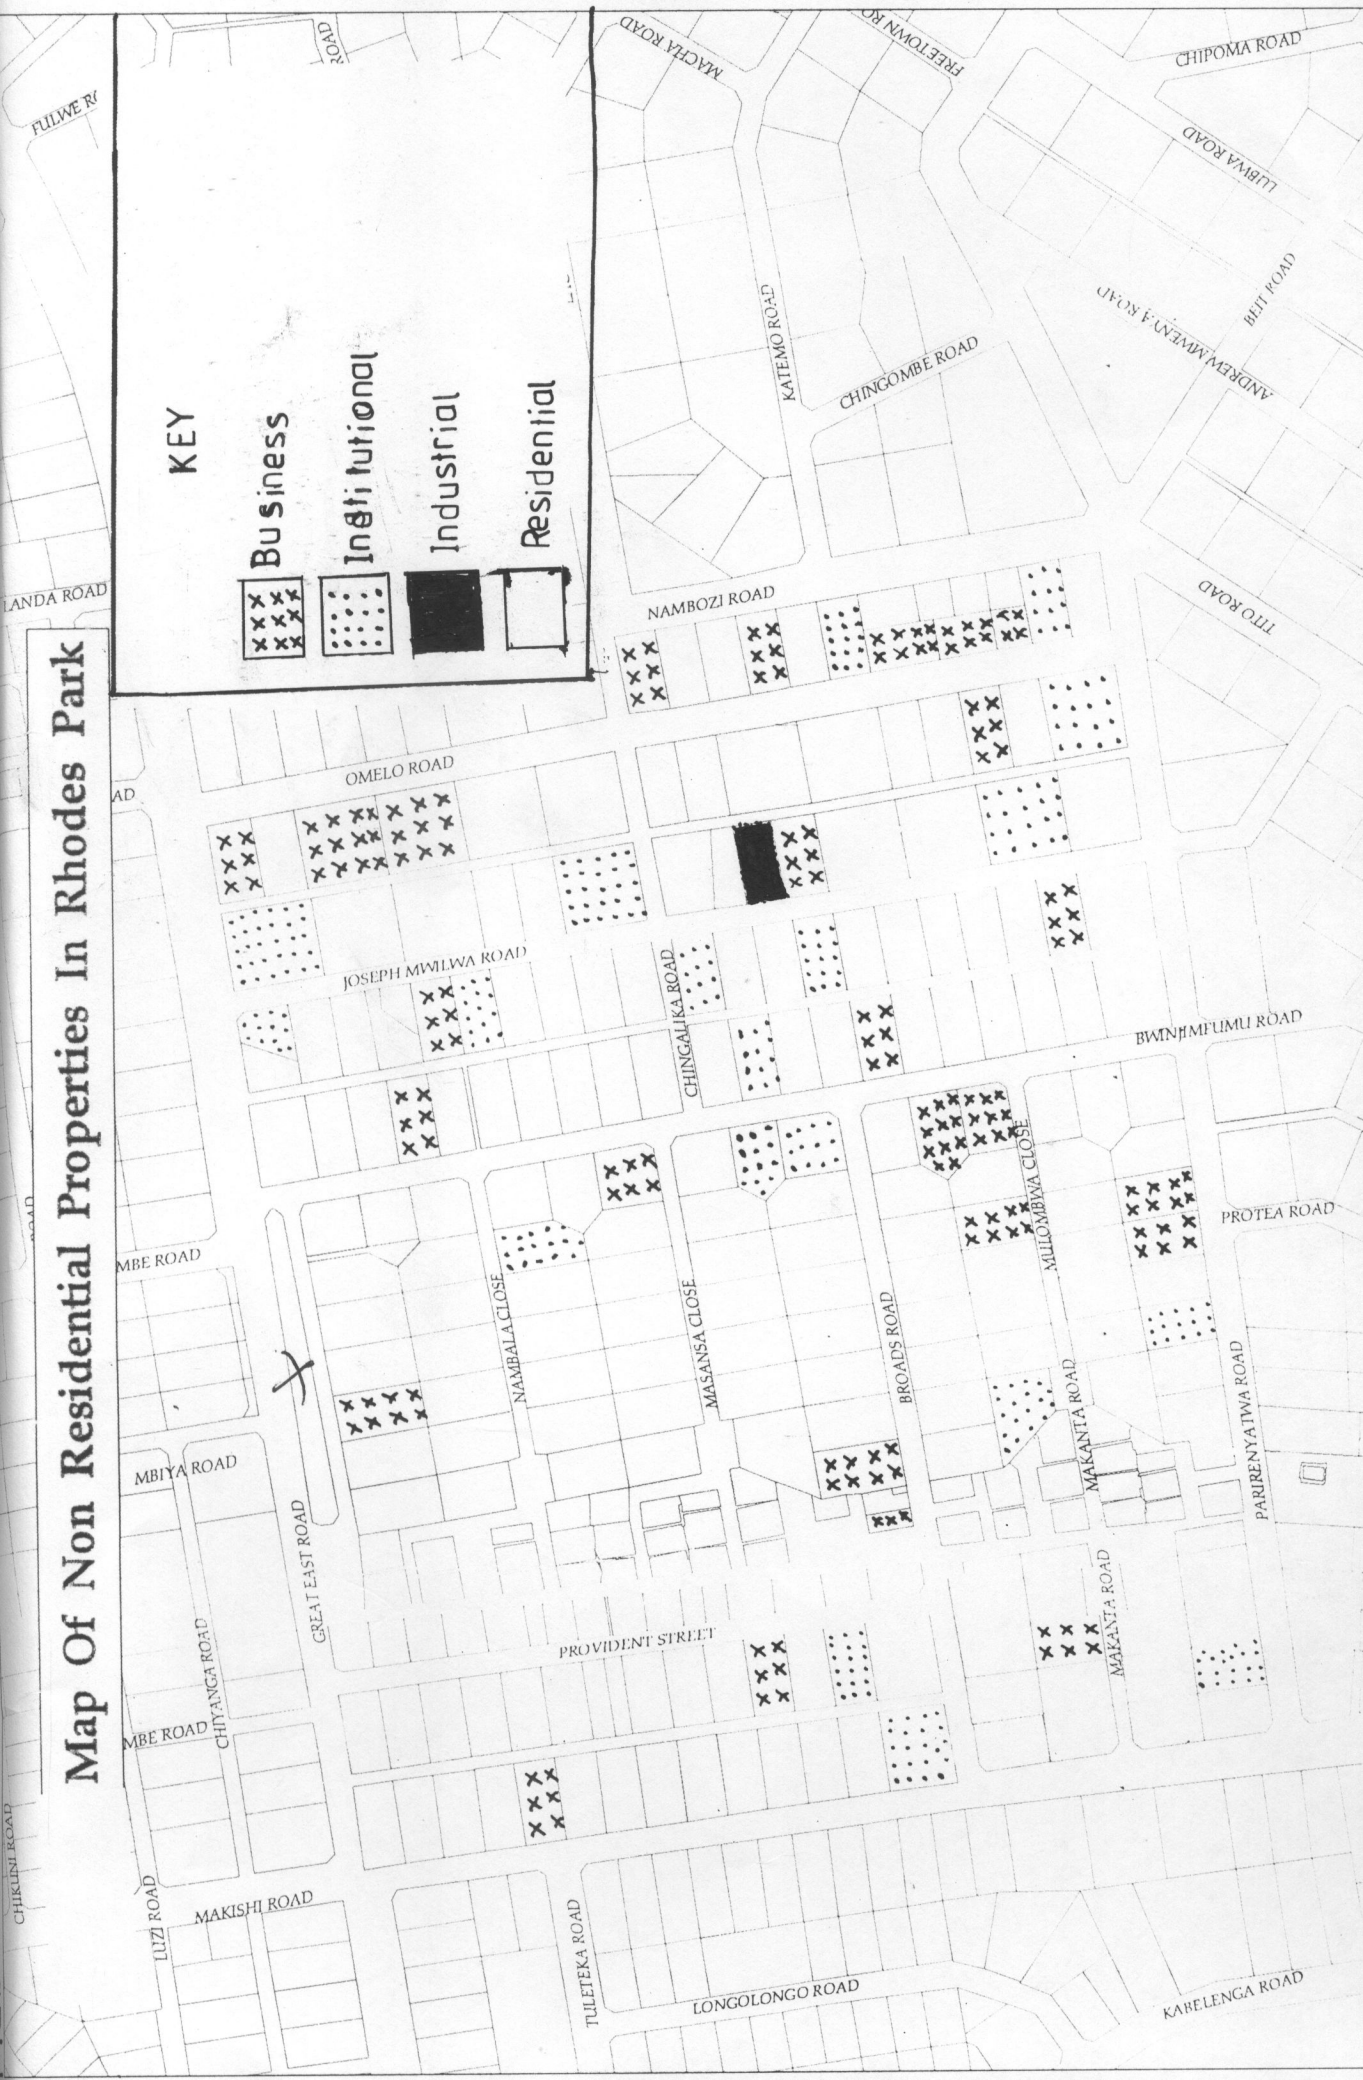 Map Of Non Residential Properties In Rhodes Park
KEY
Business
Institutional
Industrial
Residential
ROAD
MACHA ROAD
FREETOWN RO
CHIPOMA ROAD
LUBWA ROAD
BEIT ROAD
ANDREW MWENYA ROAD
KATEMO ROAD
CHINGOMBE ROAD
TITO ROAD
NAMBOZI ROAD
LANDA ROAD
OMELO ROAD
AD
JOSEPH MWILWA ROAD
CHINGALIKA ROAD
BWINJIMFUMU ROAD
MULOMBWA CLOSE
PROTEA ROAD
ROAD
MBE ROAD
NAMBALA CLOSE
MASANSA CLOSE
BROADS ROAD
MAKANTA ROAD
PARIRENYATWA ROAD
MBIYA ROAD
GREAT EAST ROAD
MAKANTA ROAD
PROVIDENT STREET
CHIYANGA ROAD
MBE ROAD
CHIKUNI ROAD
LUZI ROAD
MAKISHI ROAD
TULETEKA ROAD
LONGOLONGO ROAD
KABELENGA ROAD